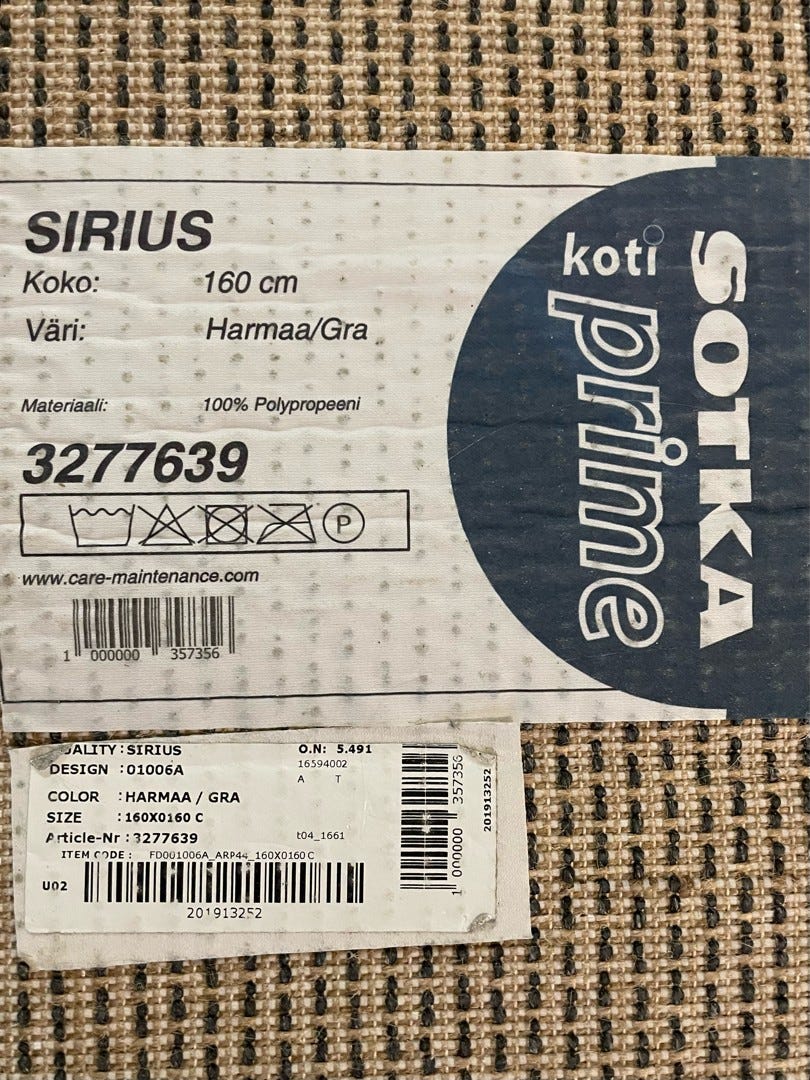 SIRIUS
Koko: 160 cm
Väri: Harmaa/Gra
Materiaali: 100% Polypropeeni
3277639
P
www.care-maintenance.com
1 000000 357356
koti
prime
SOTKA
DESIGN :01006A
:SIRIUS
O.N: 5.491
16594002
A T
COLOR :HARMAA / GRA
SIZE :160X0160 C
Article-Nr :3277639
t04_1661
ITEM CODE : FD001006A_ARP44_160X0160 C
U02
201913252
1 000000 357356
201913252